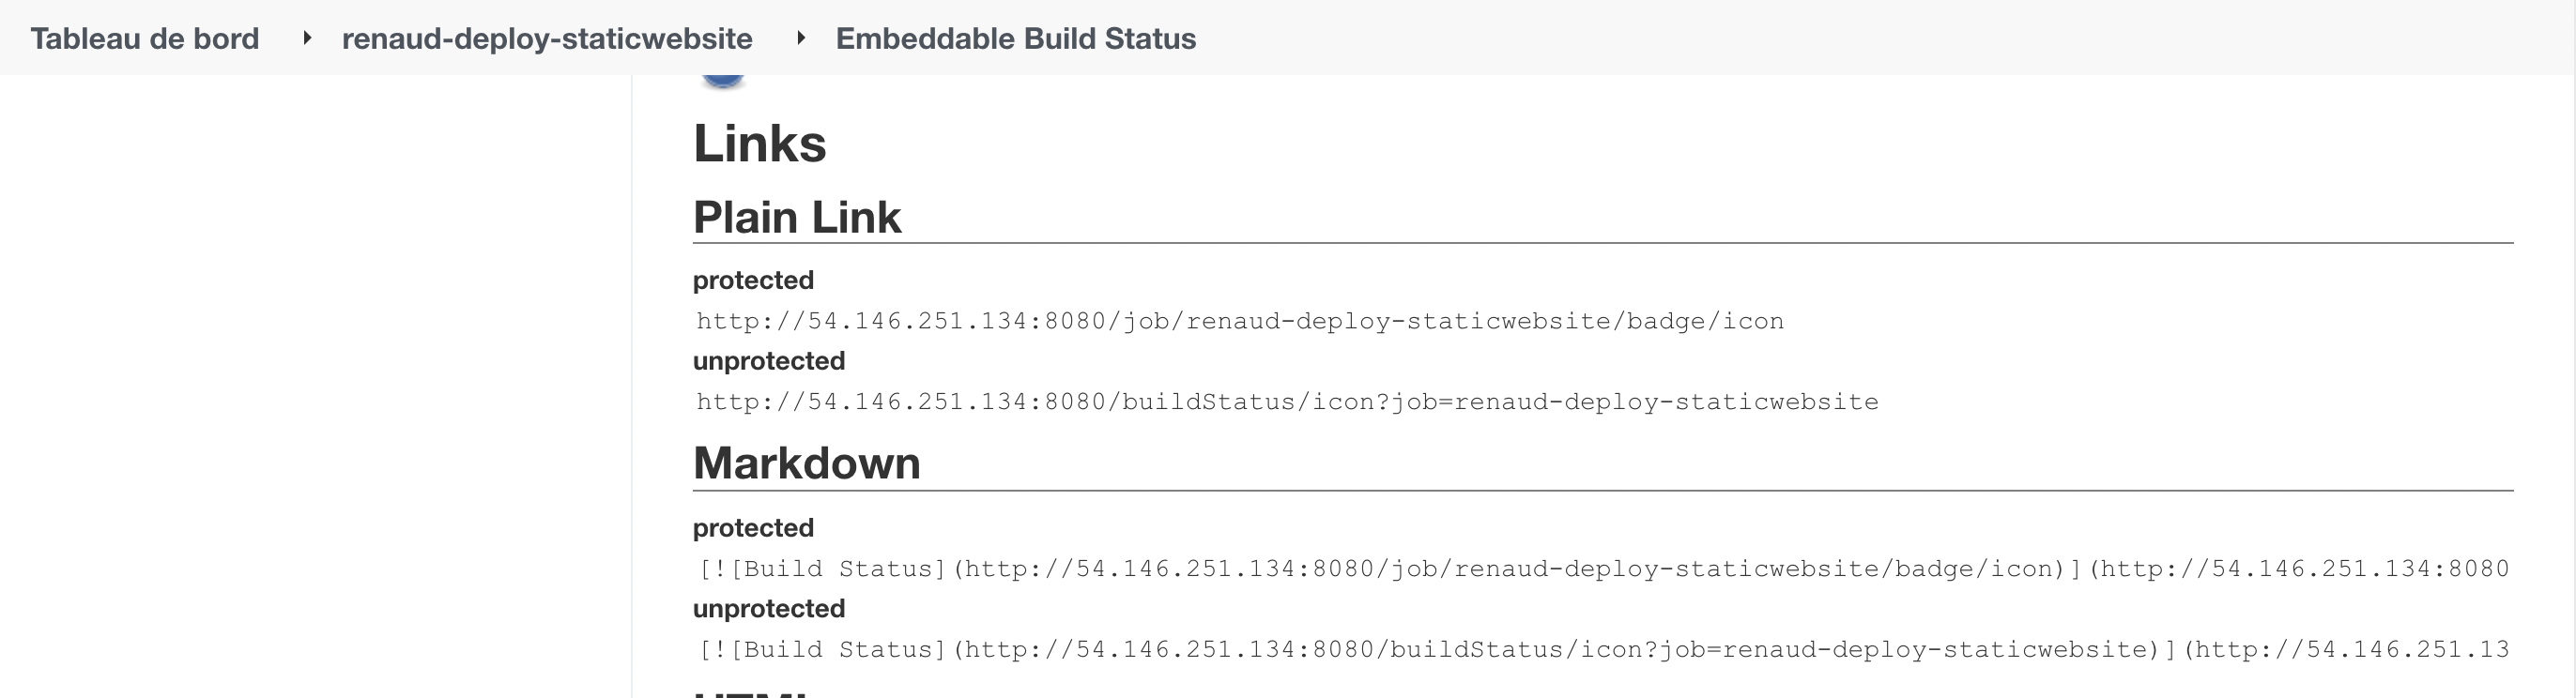 Tableau de bord ▸ renaud-deploy-staticwebsite ▸ Embeddable Build Status
Links
Plain Link
protected
http://54.146.251.134:8080/job/renaud-deploy-staticwebsite/badge/icon
unprotected
http://54.146.251.134:8080/buildStatus/icon?job=renaud-deploy-staticwebsite
Markdown
protected
[![Build Status](http://54.146.251.134:8080/job/renaud-deploy-staticwebsite/badge/icon)](http://54.146.251.134:8080
unprotected
[![Build Status](http://54.146.251.134:8080/buildStatus/icon?job=renaud-deploy-staticwebsite)](http://54.146.251.13